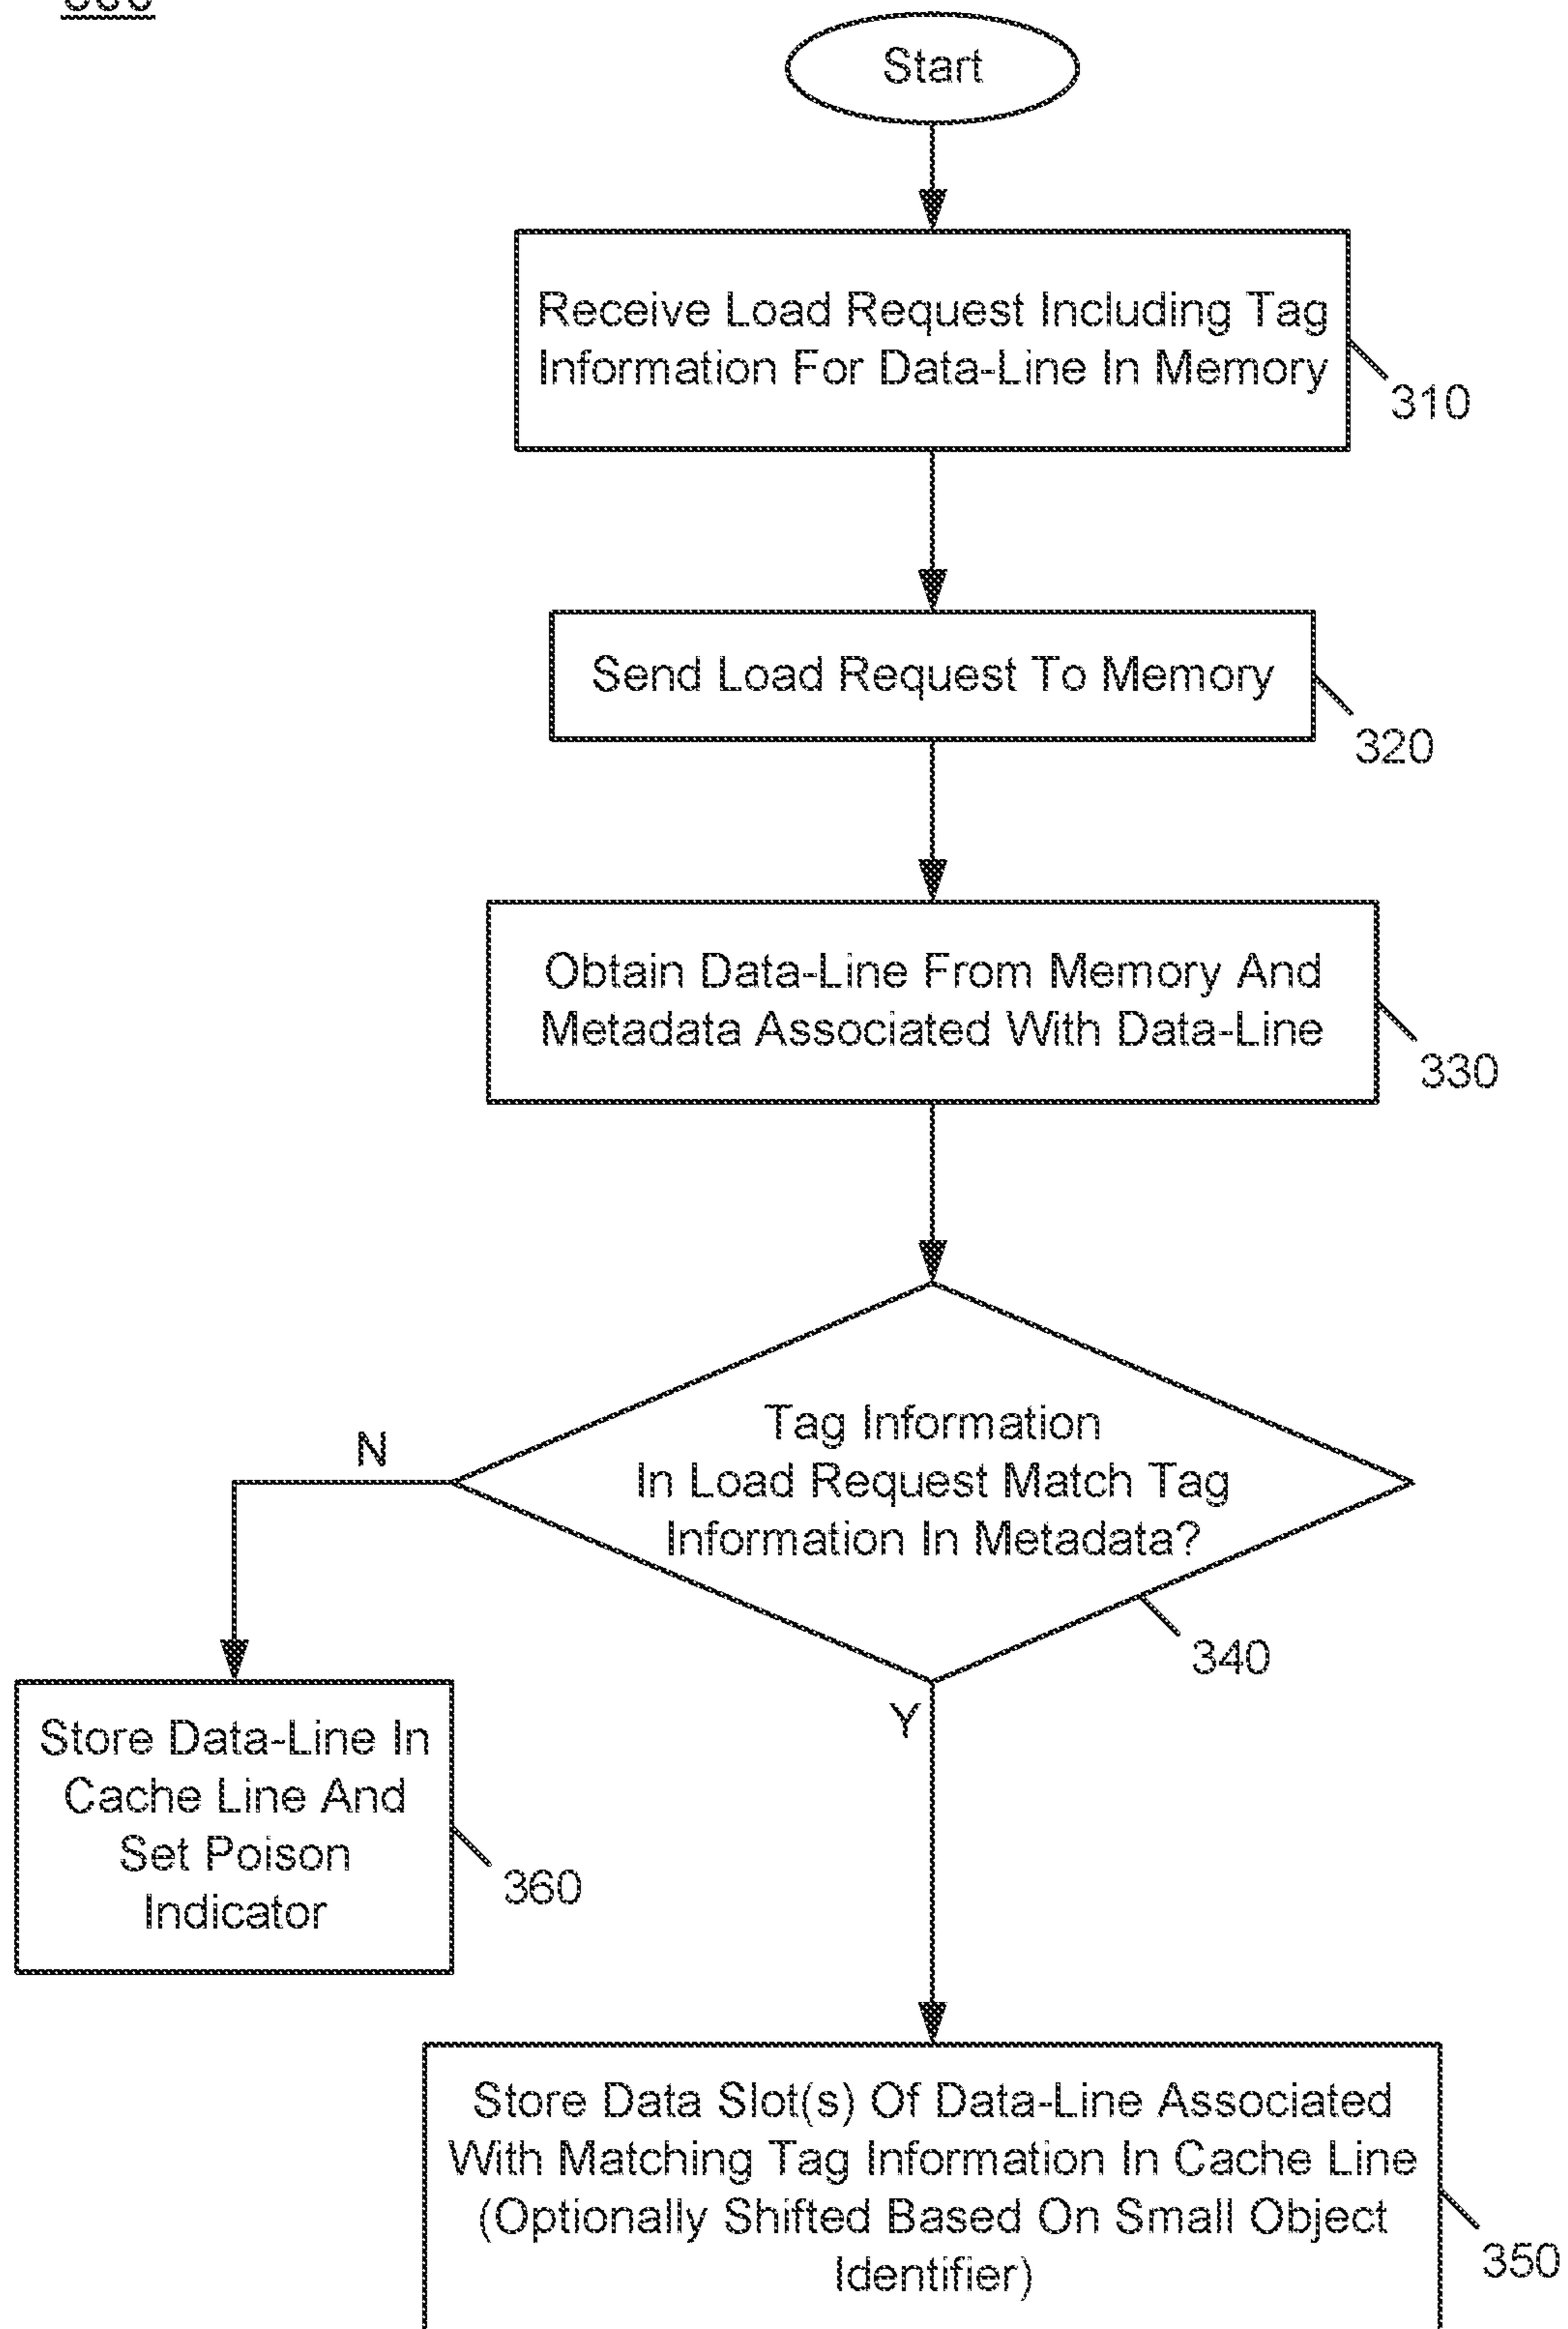 Start
Receive Load Request Including Tag
Information For Data-Line In Memory
310
Send Load Request To Memory
320
Obtain Data-Line From Memory And
Metadata Associated With Data-Line
330
Tag Information
In Load Request Match Tag
Information In Metadata?
340
N
Y
Store Data-Line In
Cache Line And
Set Poison
Indicator
360
Store Data Slot(s) Of Data-Line Associated
With Matching Tag Information In Cache Line
(Optionally Shifted Based On Small Object
Identifier)
350